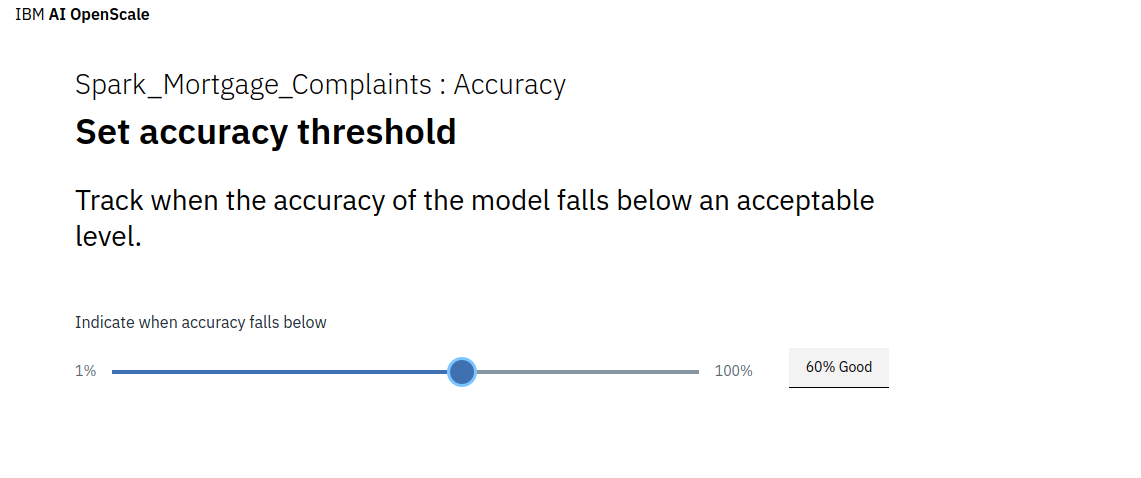 IBM AI OpenScale
Spark_Mortgage_Complaints : Accuracy
Set accuracy threshold
Track when the accuracy of the model falls below an acceptable
level.
Indicate when accuracy falls below
1% 100% 60% Good